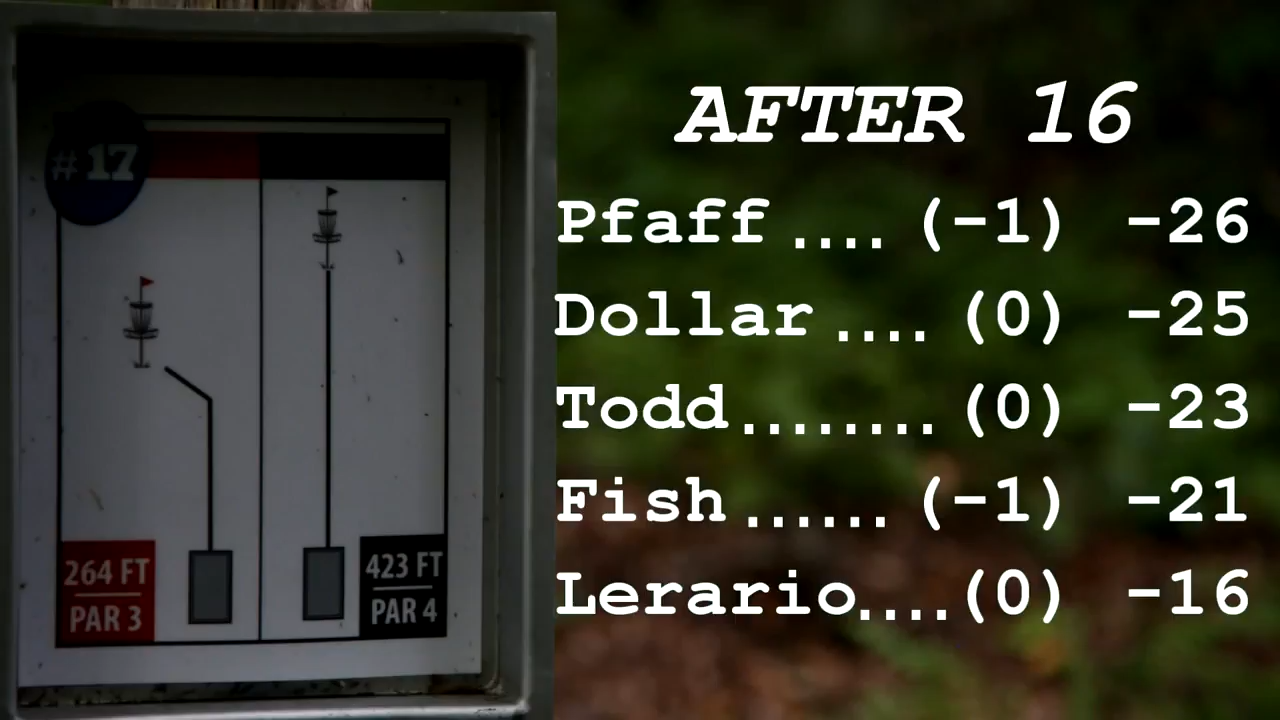 #17
264 FT
PAR 3
423 FT
PAR 4
AFTER 16
Pfaff .... (-1) -26
Dollar .... (0) -25
Todd........ (0) -23
Fish ...... (-1) -21
Lerario....(0) -16